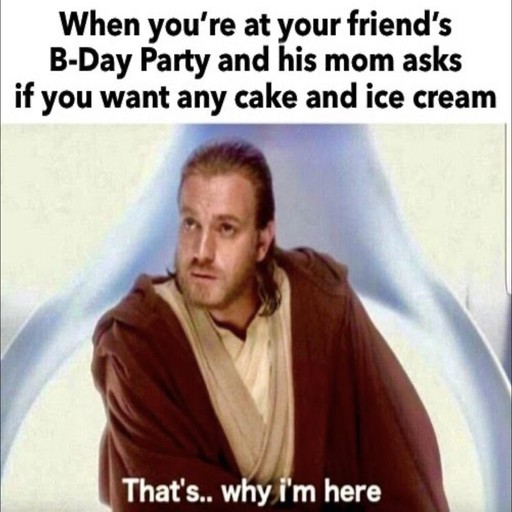 When you’re at your friend’s
B-Day Party and his mom asks
if you want any cake and ice cream
That's.. why i'm here